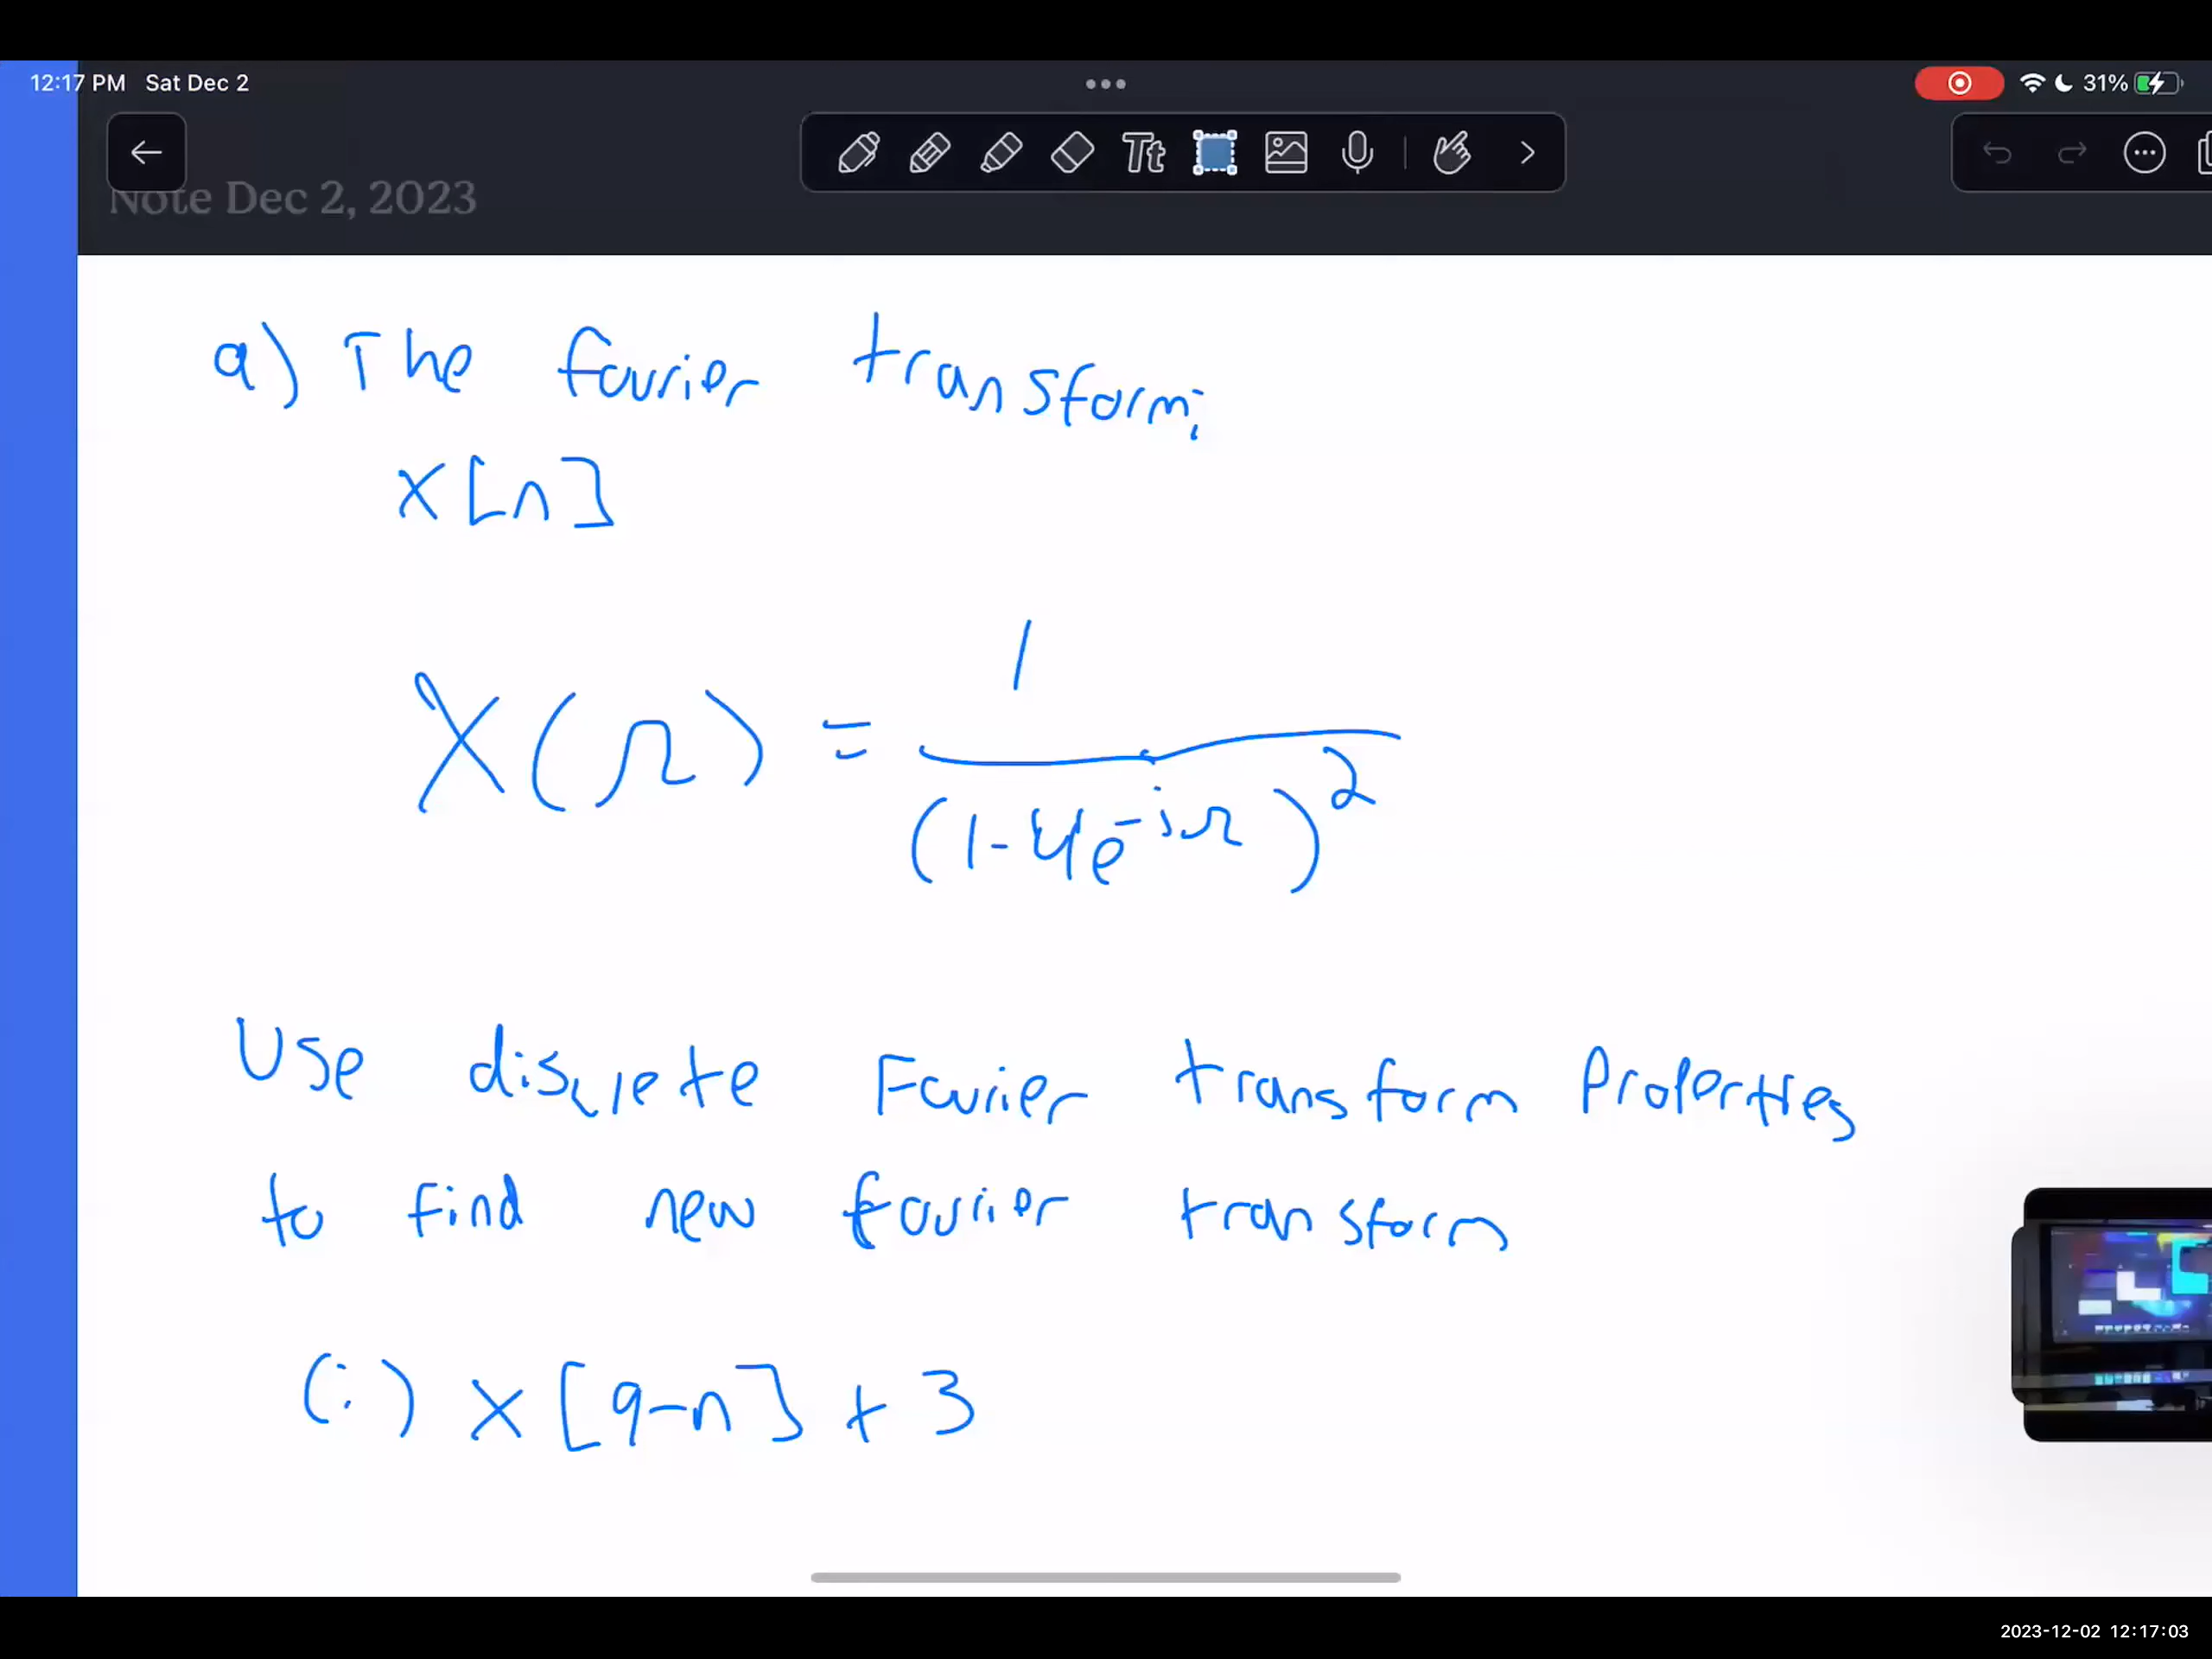 12:17 PM Sat Dec 2
31%
Note Dec 2, 2023
Tt
a) The fourier transform;
x[n]
X(Ω) = 1/(1-4e^-jΩ)^2
Use discrete Fourier transform Properties
to find new fourier transform
(i) x[9-n] + 3
2023-12-02 12:17:03